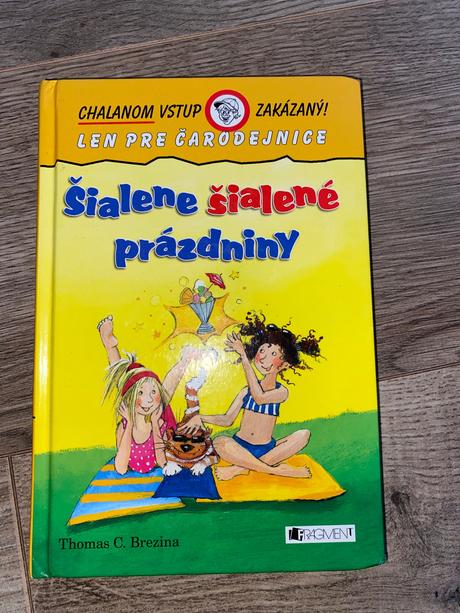 CHALANOM VSTUP ZAKÁZANÝ!
LEN PRE ČARODEJNICE
Šialene šialené
prázdniny
Thomas C. Brezina
FRAGMENT